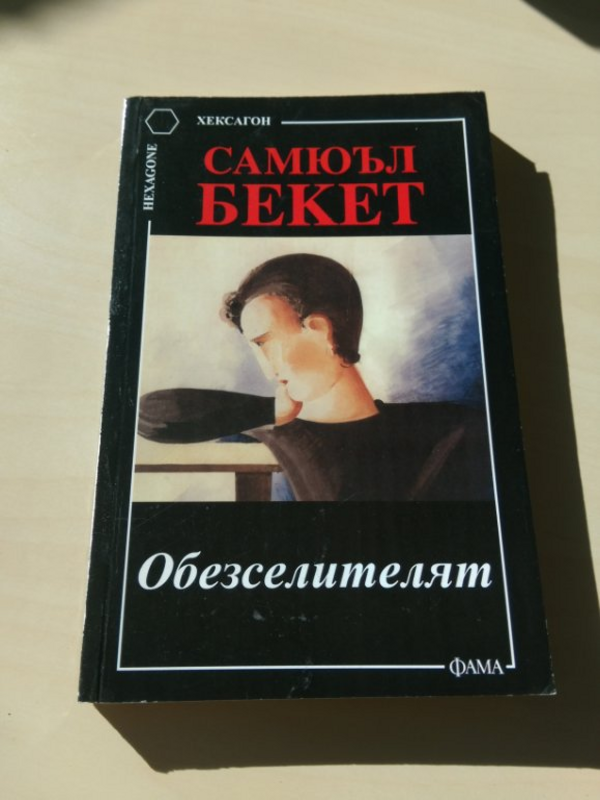 ХЕКСАГОН
HEXAGONE
САМЮЪЛ
БЕКЕТ
Обезселителят
ФАМА